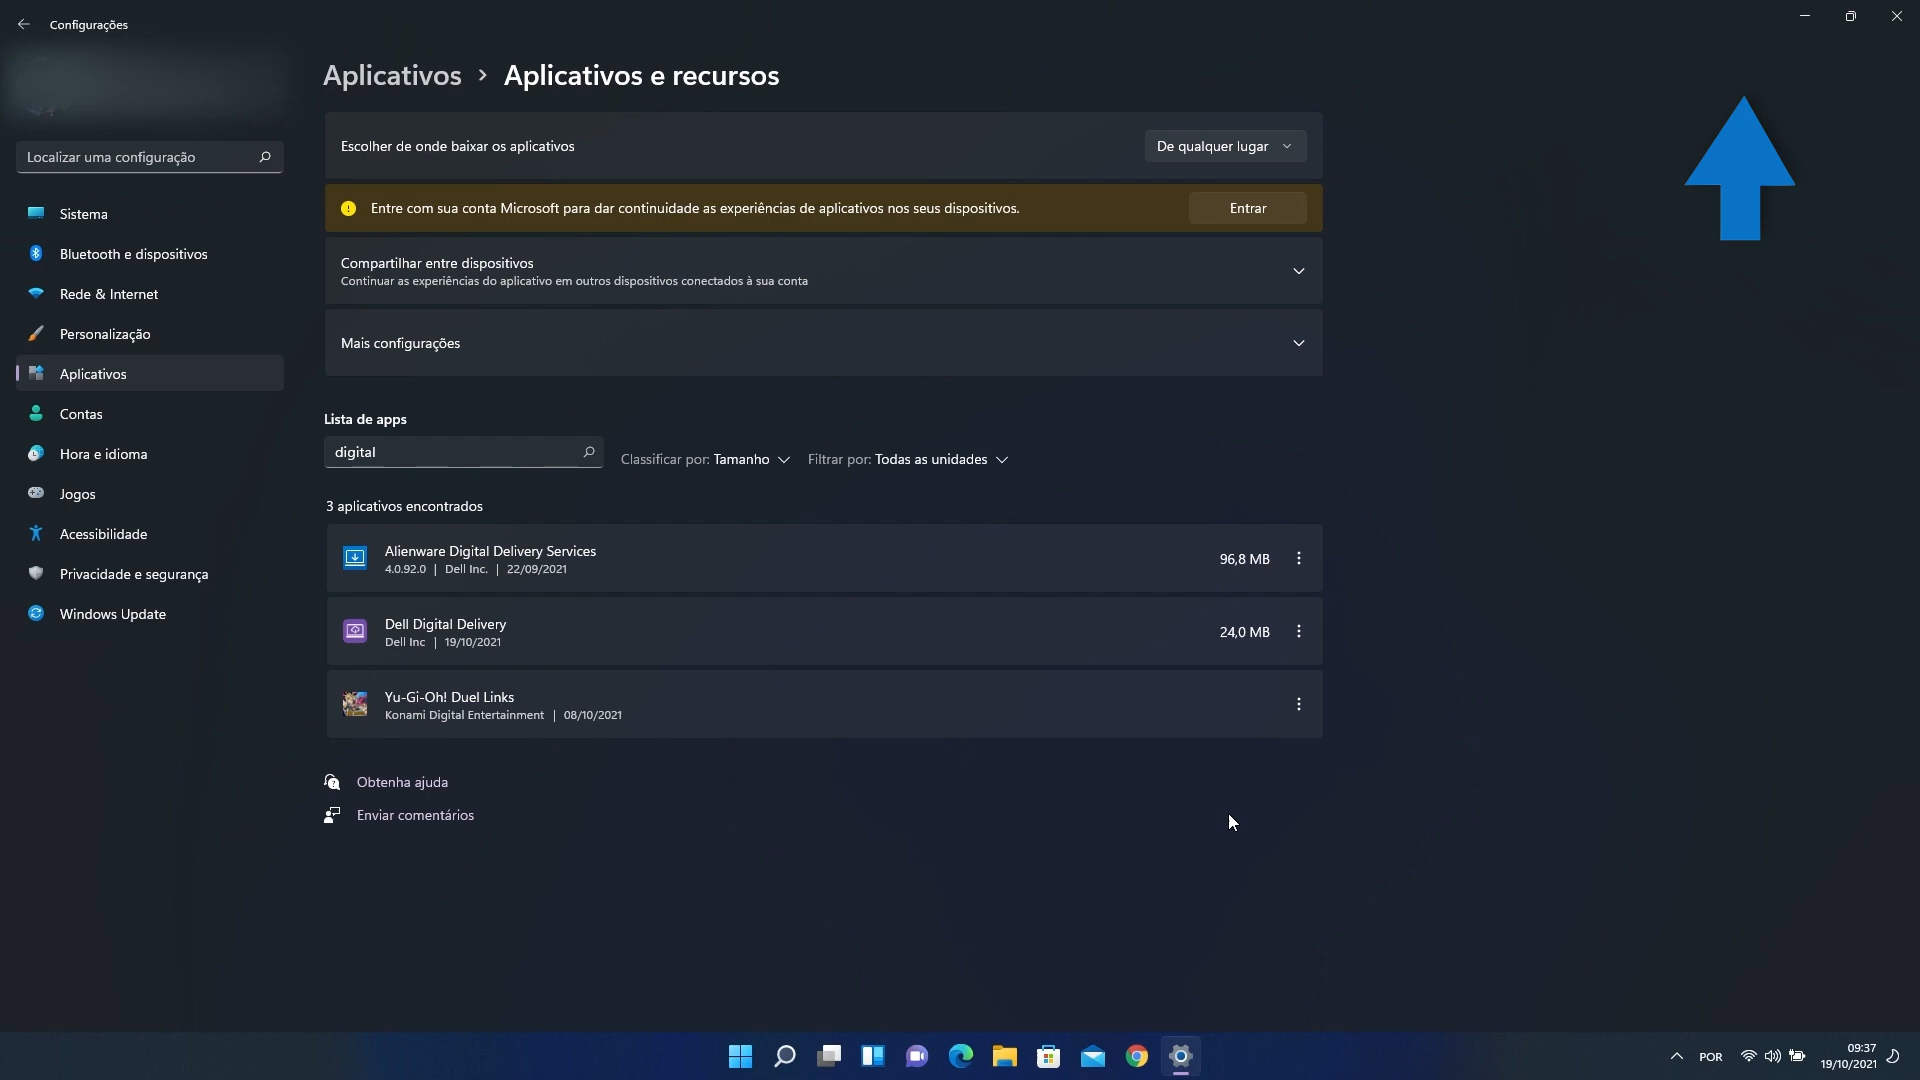 Configurações
Aplicativos > Aplicativos e recursos
Localizar uma configuração
Sistema
Bluetooth e dispositivos
Rede & Internet
Personalização
Aplicativos
Contas
Hora e idioma
Jogos
Acessibilidade
Privacidade e segurança
Windows Update
Escolher de onde baixar os aplicativos
De qualquer lugar
Entre com sua conta Microsoft para dar continuidade as experiências de aplicativos nos seus dispositivos.
Entrar
Compartilhar entre dispositivos
Continuar as experiências do aplicativo em outros dispositivos conectados à sua conta
Mais configurações
Lista de apps
digital
Classificar por: Tamanho
Filtrar por: Todas as unidades
3 aplicativos encontrados
Alienware Digital Delivery Services
4.0.92.0 | Dell Inc. | 22/09/2021
96,8 MB
Dell Digital Delivery
Dell Inc | 19/10/2021
24,0 MB
Yu-Gi-Oh! Duel Links
Konami Digital Entertainment | 08/10/2021
Obtenha ajuda
Enviar comentários
POR
09:37
19/10/2021